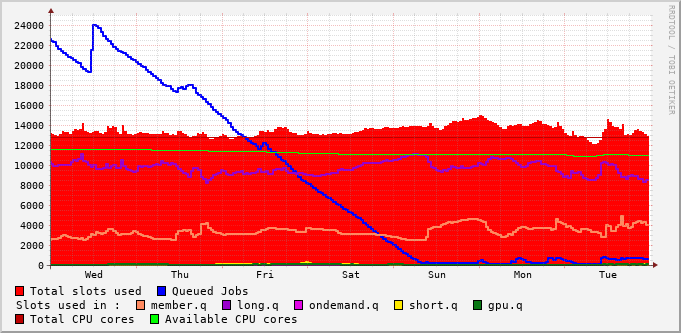 RRDTOOL / TOBI OETIKER
24000
22000
20000
18000
16000
14000
12000
10000
8000
6000
4000
2000
0
Wed Thu Fri Sat Sun Mon Tue
Total slots used Queued Jobs
Slots used in : member.q long.q ondemand.q short.q gpu.q
Total CPU cores Available CPU cores